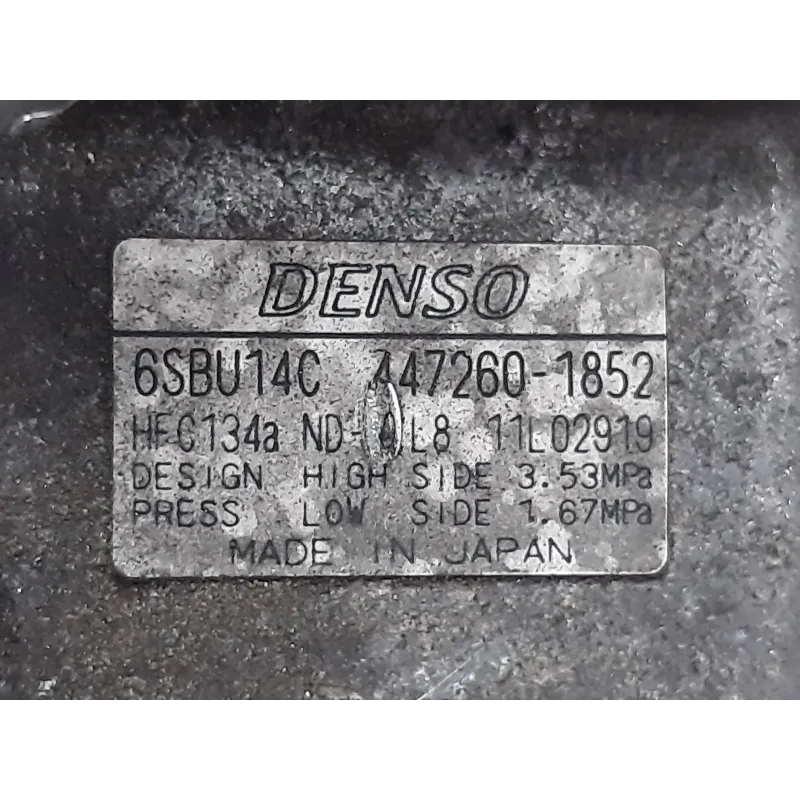 DENSO
6SBU14C 447260-1852
HFC134a 11L02919
DESIGN HIGH SIDE 3.53MPa
PRESS LOW SIDE 1.67MPa
MADE IN JAPAN